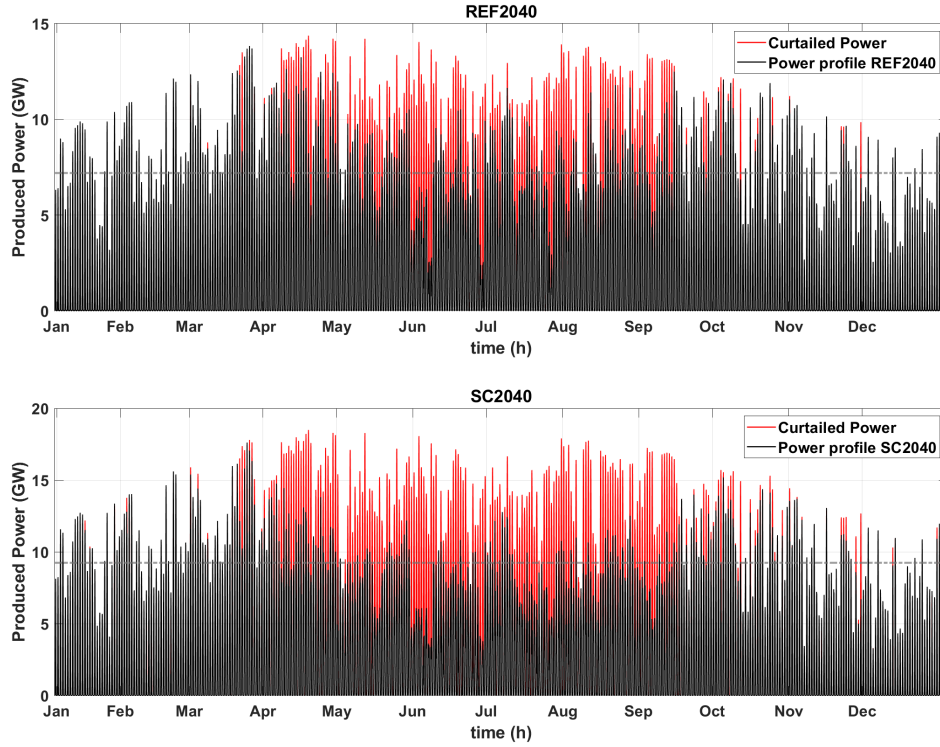 REF2040
Produced Power (GW)
15
10
5
0
Curtailed Power
Power profile REF2040
Jan Feb Mar Apr May Jun Jul Aug Sep Oct Nov Dec
time (h)
SC2040
Produced Power (GW)
20
15
10
5
0
Curtailed Power
Power profile SC2040
Jan Feb Mar Apr May Jun Jul Aug Sep Oct Nov Dec
time (h)